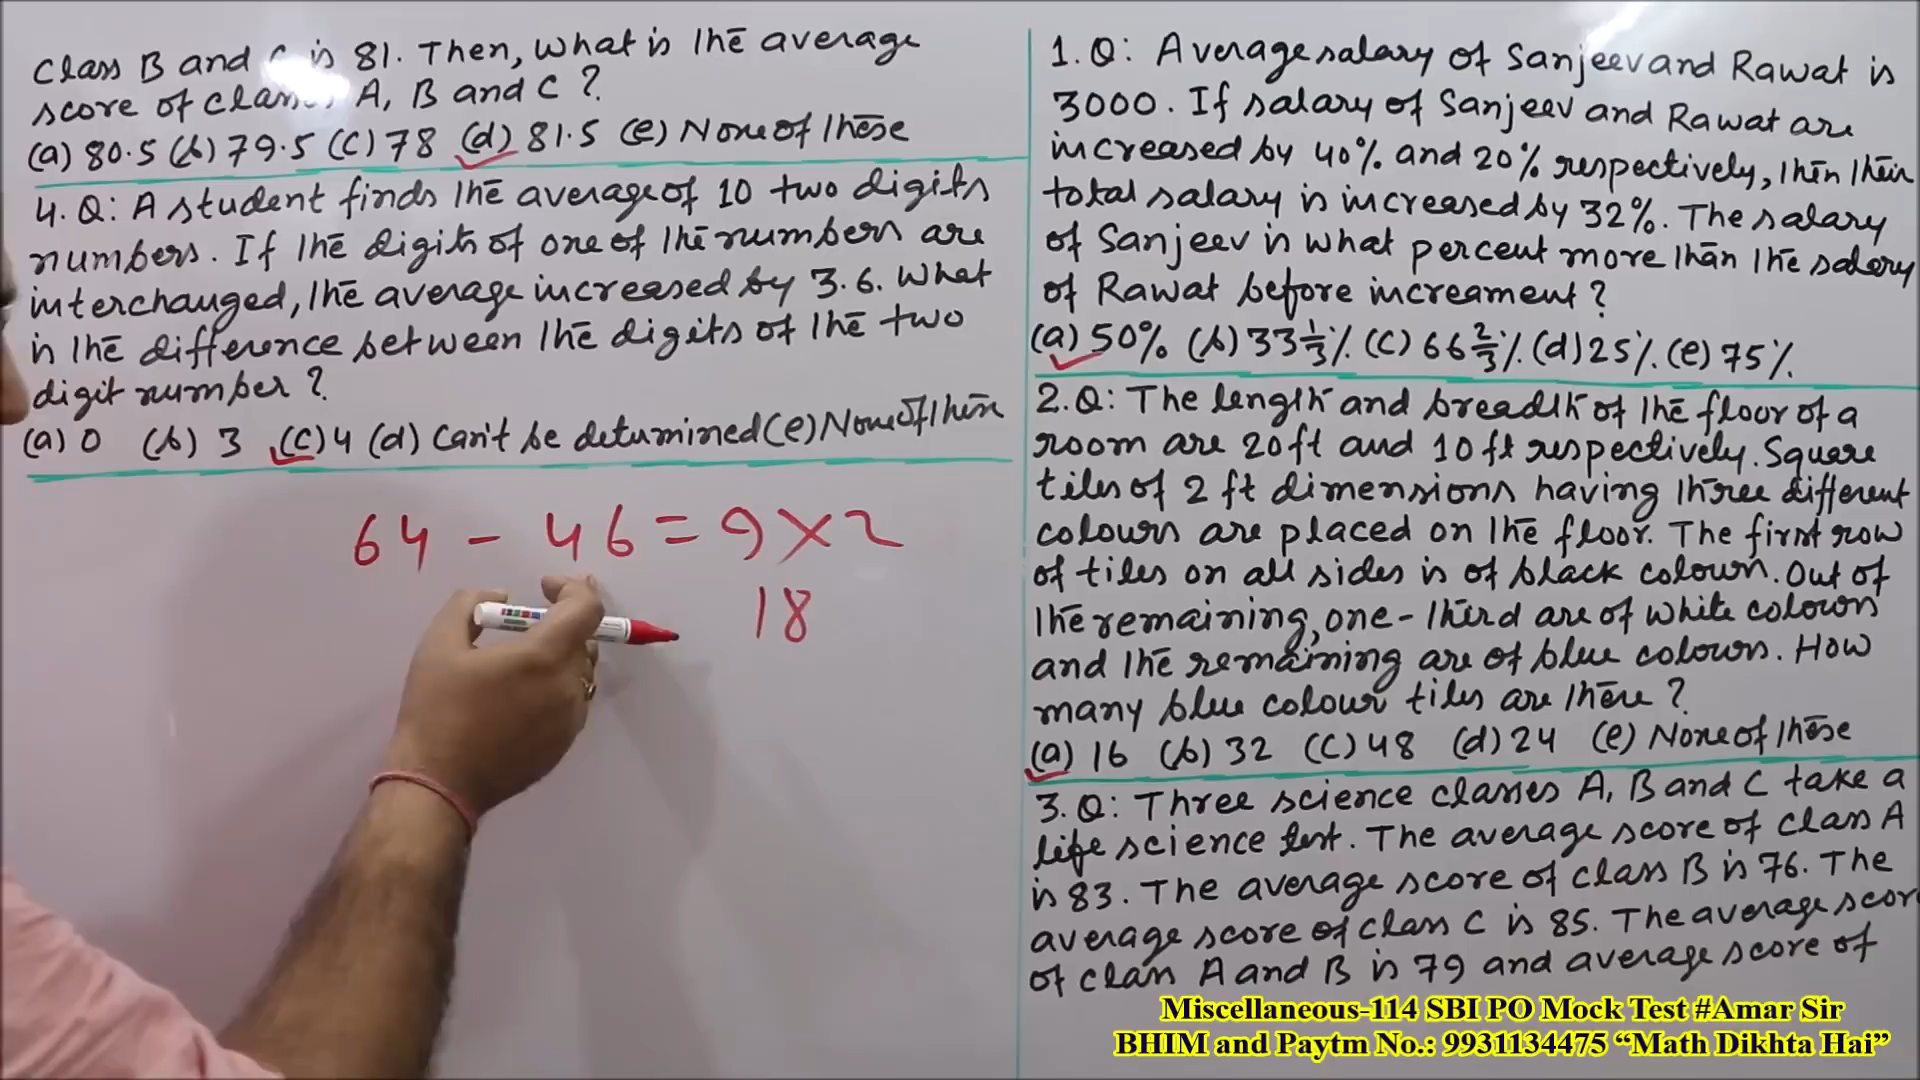 Class B and C is 81. Then, what is the average
score of classes A, B and C?
(a) 80.5 (b) 79.5 (c) 78 (d) 81.5 (e) None of these
4. Q: A student finds the average of 10 two digits
numbers. If the digits of one of the numbers are
interchanged, the average increased by 3.6. What
is the difference between the digits of the two
digit number?
(a) 0 (b) 3 (c) 4 (d) Can't be determined (e) None of these
64 - 46 = 9 × 2
18
1. Q: Average salary of Sanjeev and Rawat is
3000. If salary of Sanjeev and Rawat are
increased by 40% and 20% respectively, then their
total salary is increased by 32%. The salary
of Sanjeev is what percent more than the salary
of Rawat before increament?
(a) 50% (b) 33 1/3 % (c) 66 2/3 % (d) 25% (e) 75%
2. Q: The length and breadth of the floor of a
room are 20 ft and 10 ft respectively. Square
tiles of 2 ft dimensions having three different
colours are placed on the floor. The first row
of tiles on all sides is of black colour. Out of
the remaining, one-third are of white colours
and the remaining are of blue colours. How
many blue colour tiles are there?
(a) 16 (b) 32 (c) 48 (d) 24 (e) None of these
3. Q: Three science classes A, B and C take a
life science test. The average score of class A
is 83. The average score of class B is 76. The
average score of class C is 85. The average scor
of class A and B is 79 and average score of
Miscellaneous-114 SBI PO Mock Test #Amar Sir
BHIM and Paytm No.: 9931134475 “Math Dikhta Hai”